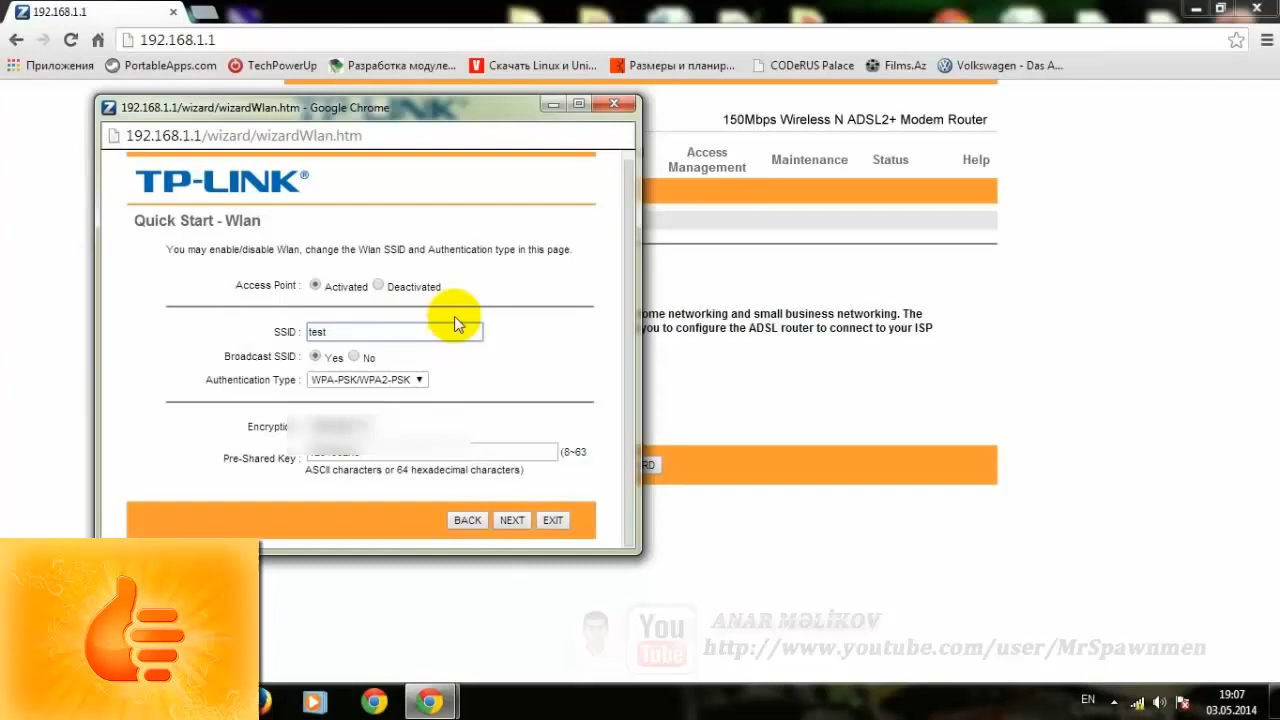 192.168.1.1
192.168.1.1
Приложения
PortableApps.com
TechPowerUp
Разработка модуле...
Скачать Linux и Uni...
Размеры и планир...
CODeRUS Palace
Films.Az
Volkswagen - Das A...
192.168.1.1/wizard/wizardWlan.htm - Google Chrome
192.168.1.1/wizard/wizardWlan.htm
TP-LINK®
Quick Start - Wlan
You may enable/disable Wlan, change the Wlan SSID and Authentication type in this page.
Access Point : Activated Deactivated
SSID : test
Broadcast SSID : Yes No
Authentication Type : WPA-PSK/WPA2-PSK
Pre-Shared Key : (8~63
ASCII characters or 64 hexadecimal characters)
BACK NEXT EXIT
150Mbps Wireless N ADSL2+ Modem Router
Access
Management
Maintenance
Status
Help
ome networking and small business networking. The
you to configure the ADSL router to connect to your ISP
RD
You
Tube
ANAR MƏLİKOV
http://www.youtube.com/user/MrSpawnmen
EN
19:07
03.05.2014